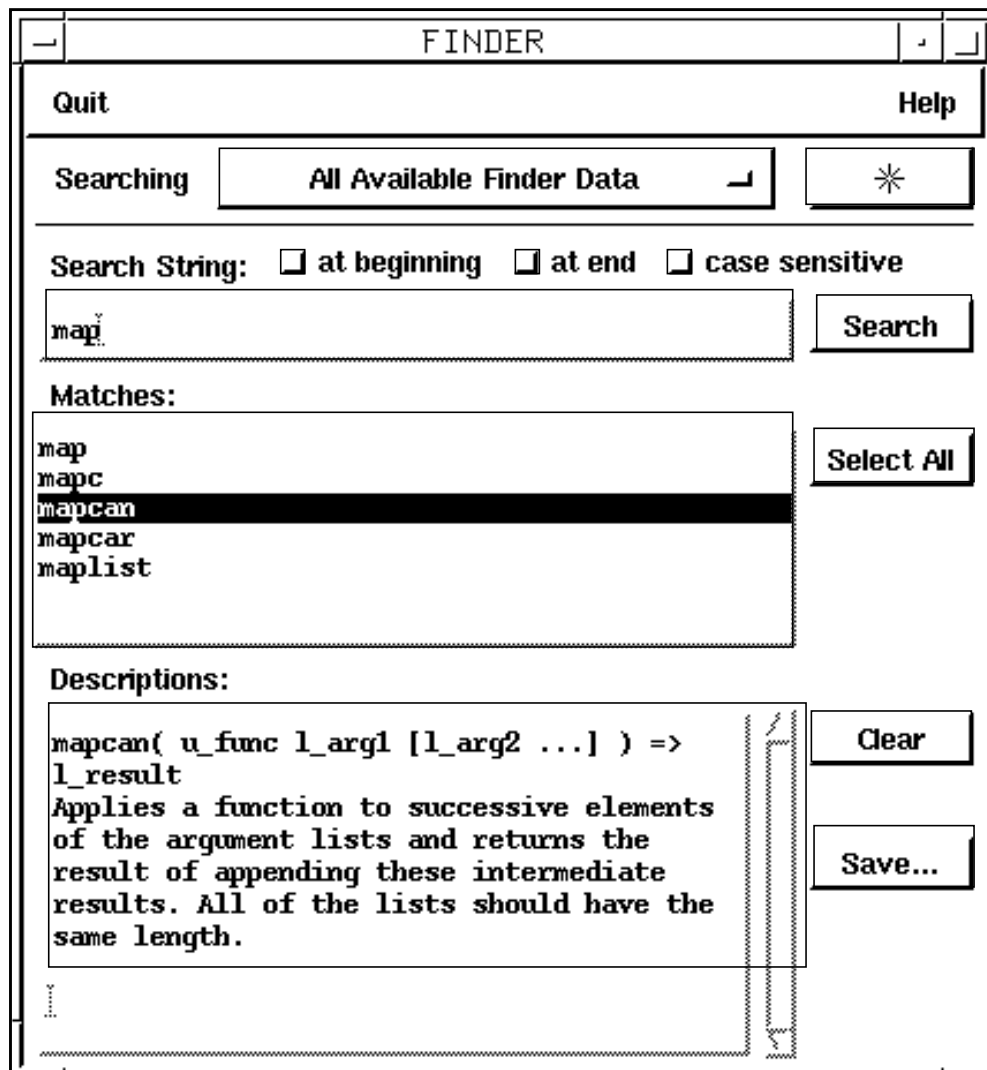 FINDER
Quit Help
Searching All Available Finder Data
Search String: at beginning at end case sensitive
map Search
Matches:
map
mapc
mapcan
mapcar
maplist
Select All
Descriptions:
mapcan( u_func l_arg1 [l_arg2 ...] ) =>
l_result
Applies a function to successive elements
of the argument lists and returns the
result of appending these intermediate
results. All of the lists should have the
same length.
Clear
Save...